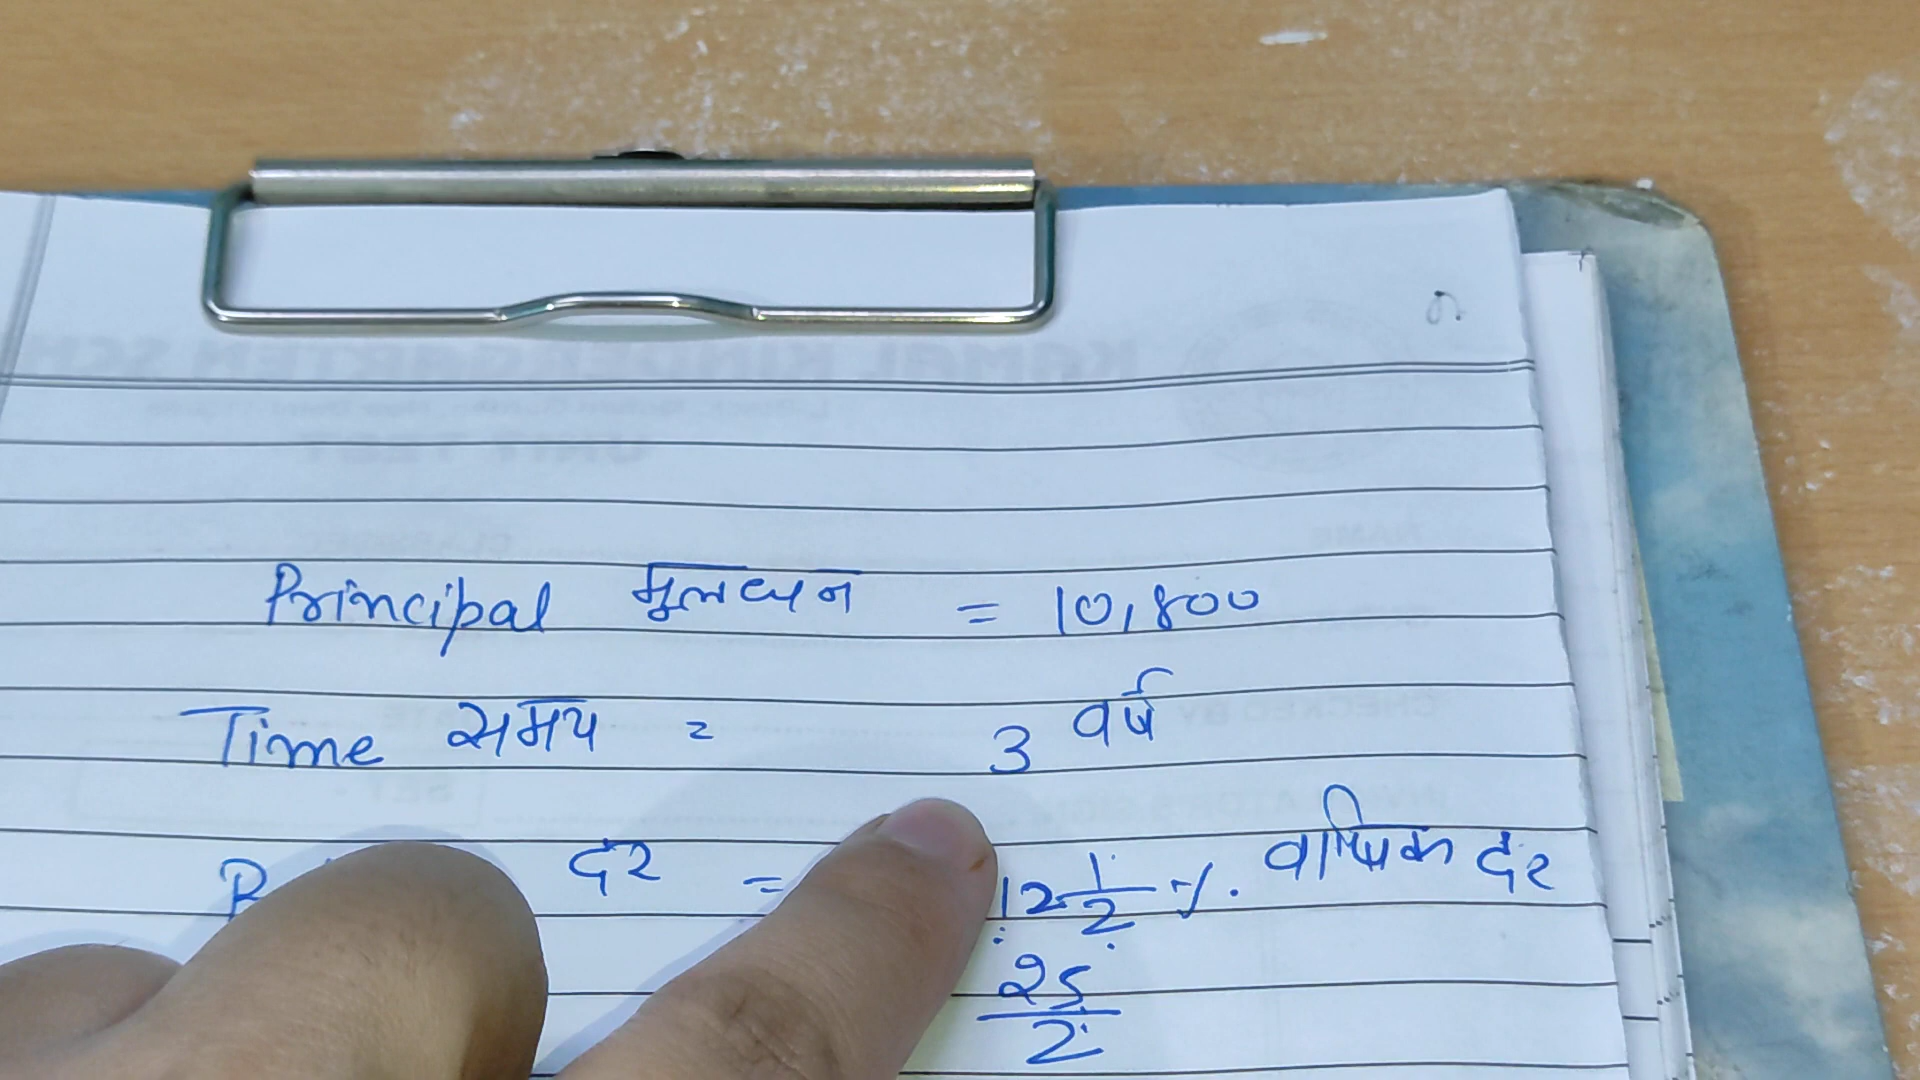 Principal मूलधन = 10,800
Time समय = 3 वर्ष
दर = 12 1/2 %. वार्षिक दर
25/2